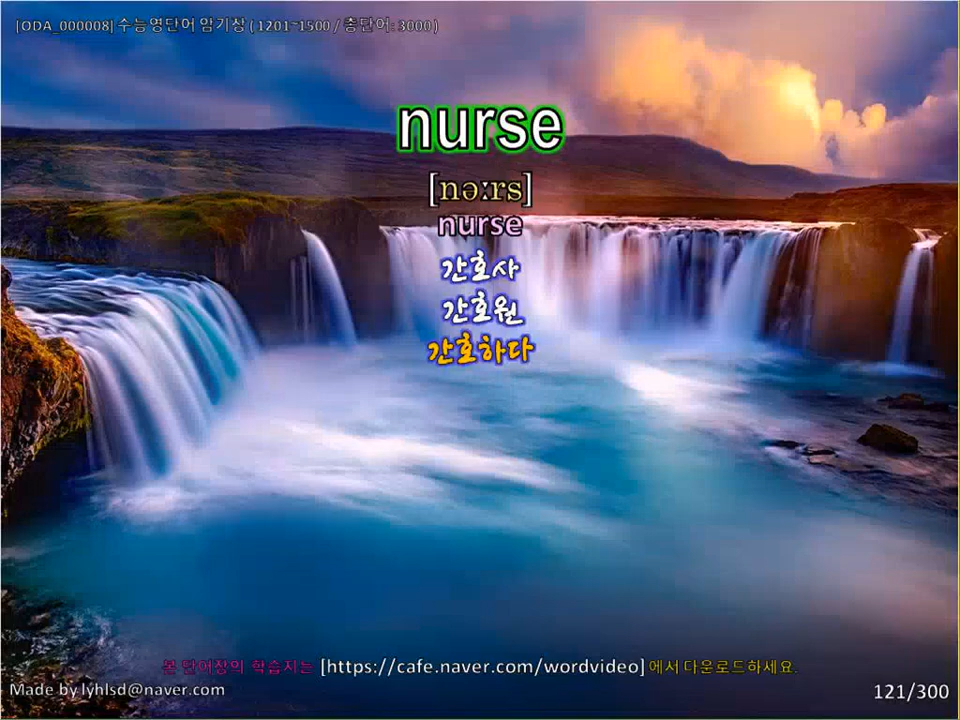 [ODA_000008] 수능영단어 암기장 ( 1201~1500 / 총단어: 3000 )
nurse
[nəːrs]
nurse
간호사
간호원
간호하다
본 단어장의 학습지는 [https://cafe.naver.com/wordvideo] 에서 다운로드하세요.
Made by lyhlsd@naver.com
121/300